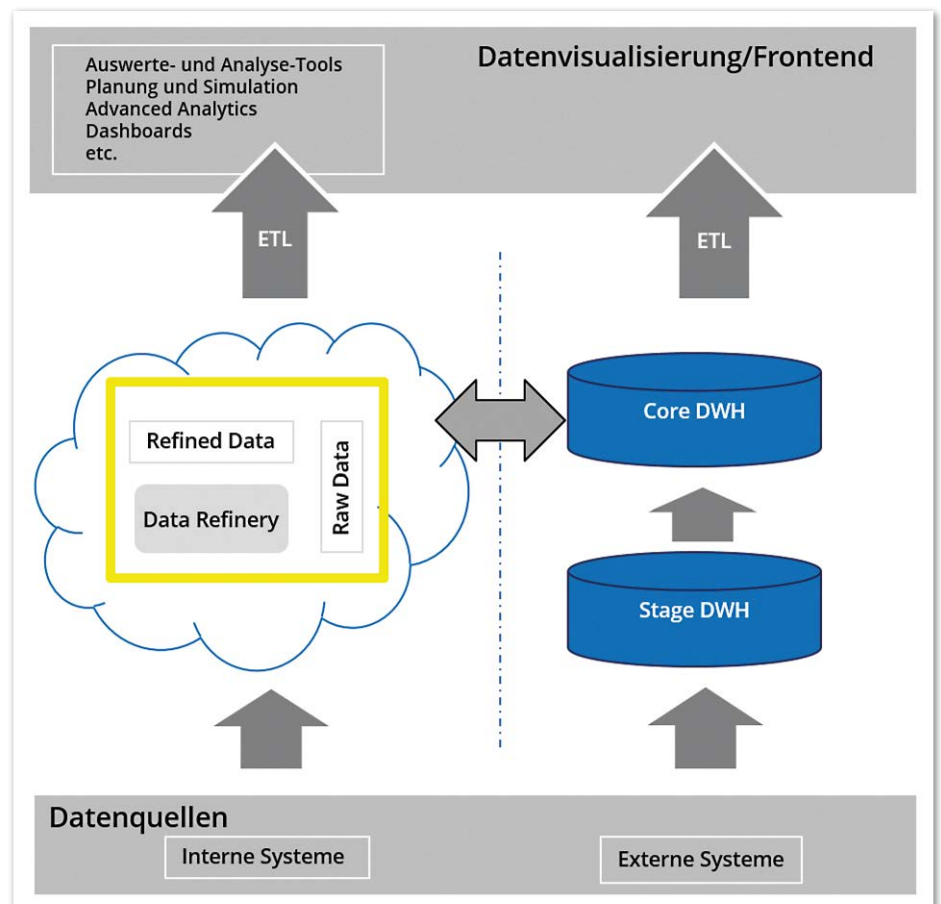 Datenvisualisierung/Frontend
Auswerte- und Analyse-Tools
Planung und Simulation
Advanced Analytics
Dashboards
etc.
ETL
ETL
Refined Data
Data Refinery
Raw Data
Core DWH
Stage DWH
Datenquellen
Interne Systeme
Externe Systeme